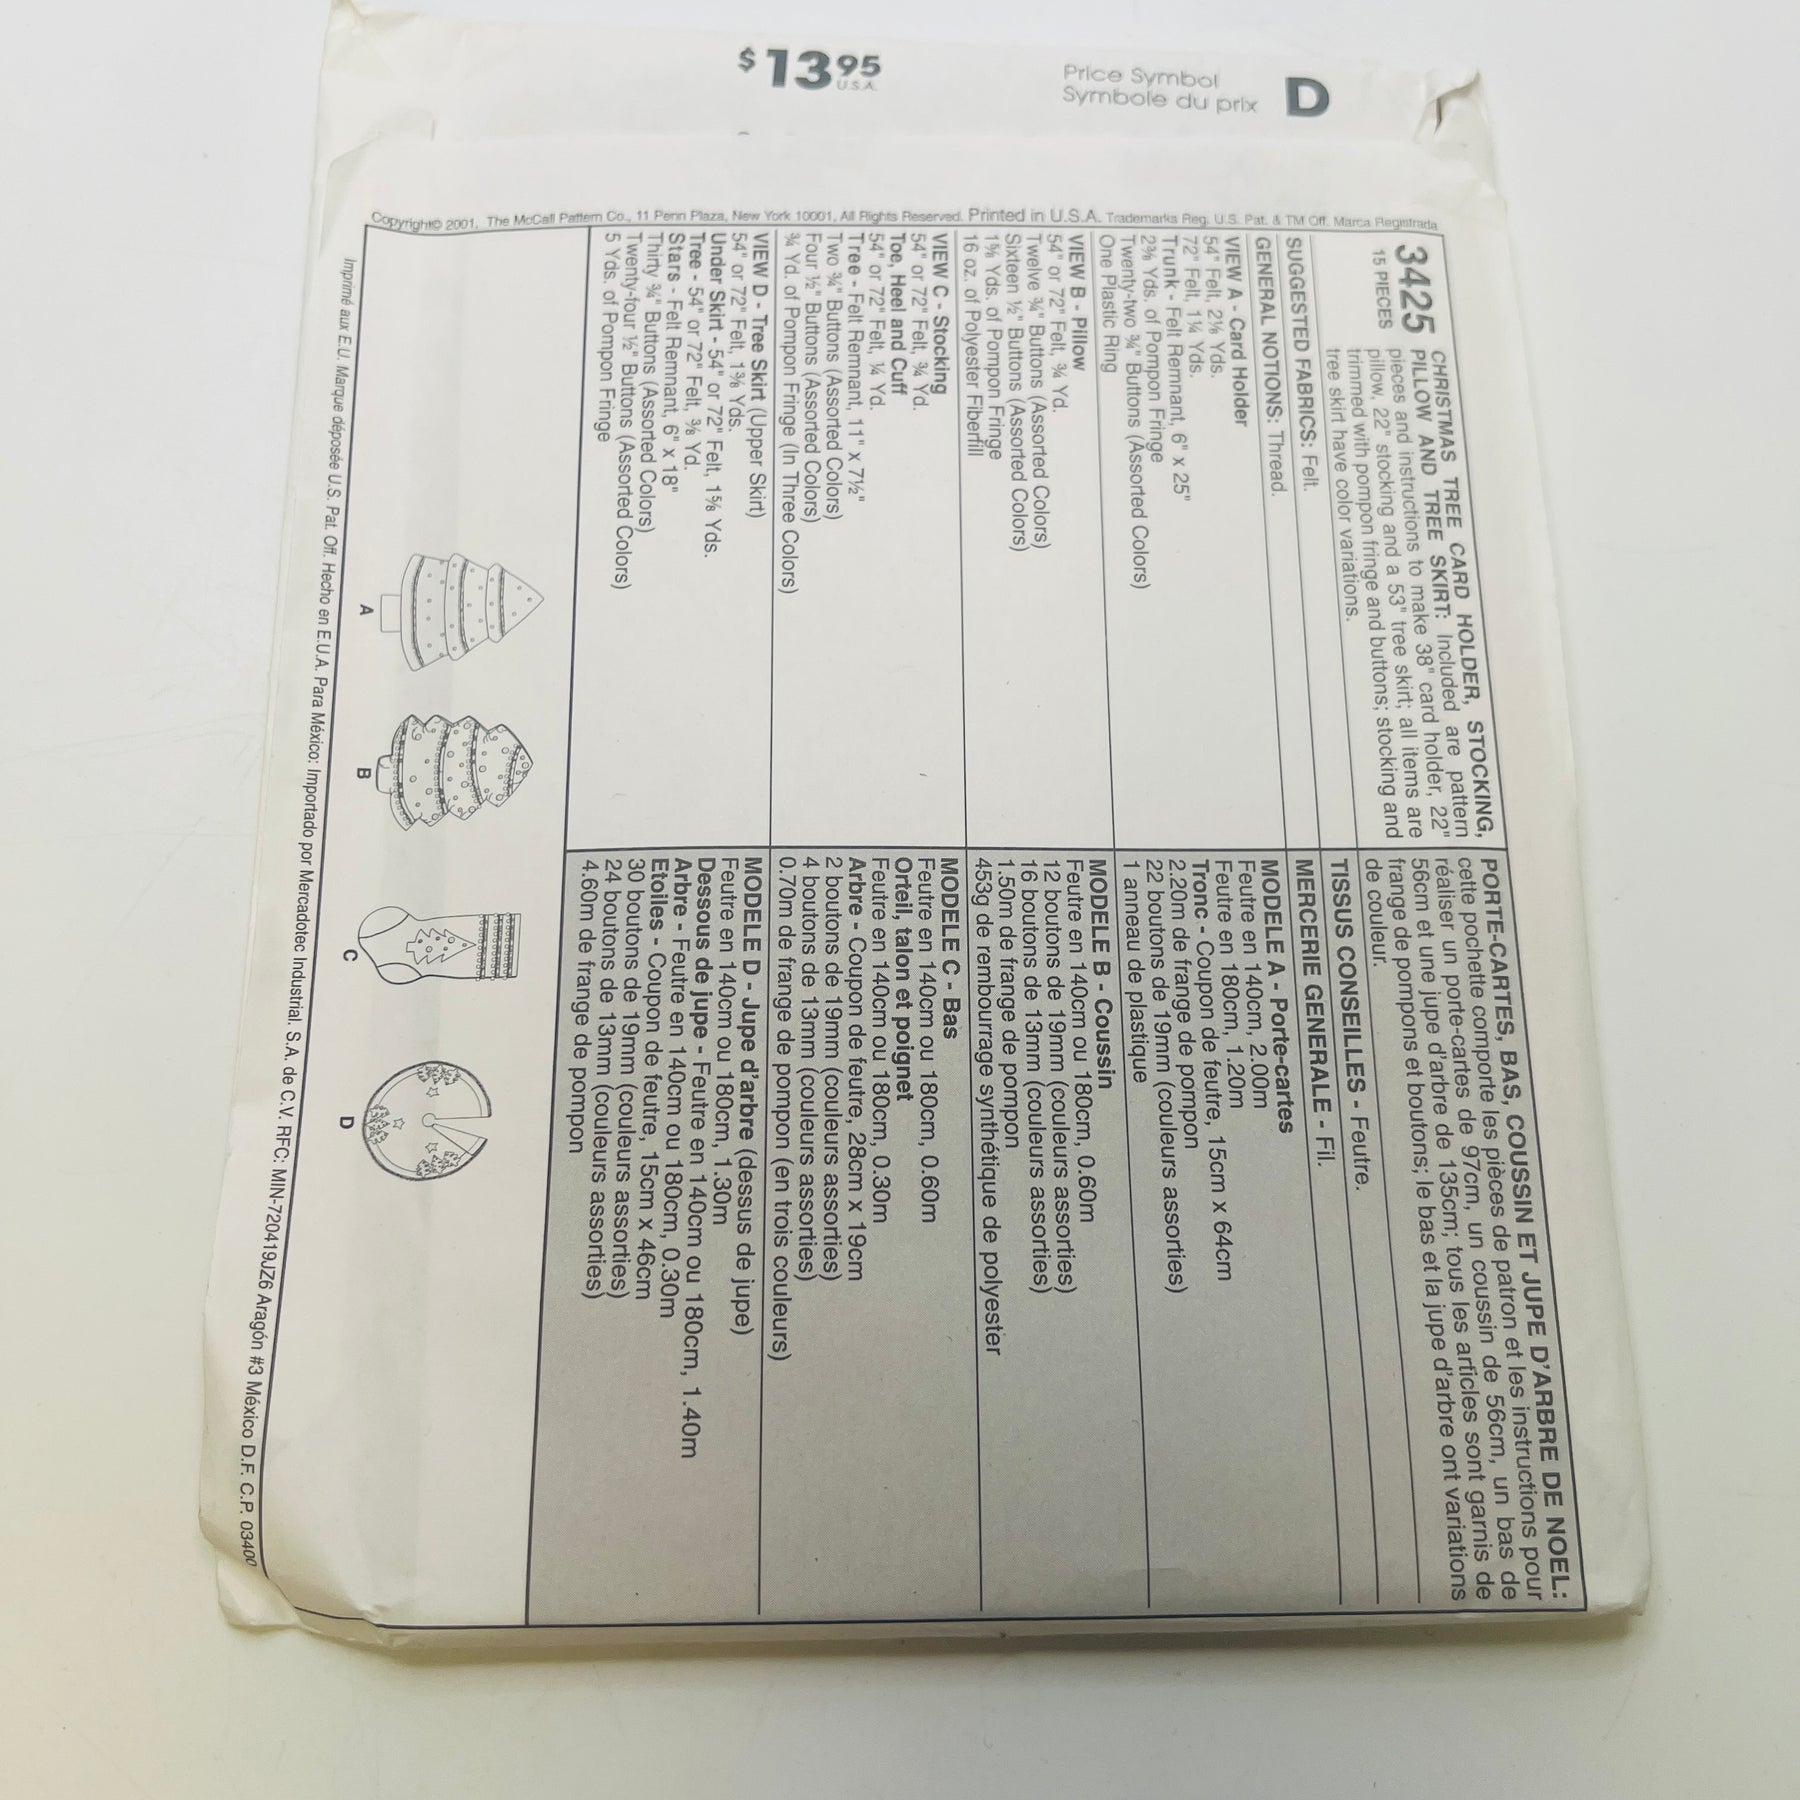 $13.95
U.S.A.
Price Symbol
Symbole du prix
D
3425
15 PIECES
CHRISTMAS TREE CARD HOLDER, STOCKING,
PILLOW AND TREE SKIRT: Included are pattern
pieces and instructions to make 38" card holder, 22"
pillow, 22" stocking and a 53" tree skirt; all items are
trimmed with pompon fringe and buttons; stocking and
tree skirt have color variations.
SUGGESTED FABRICS: Felt.
GENERAL NOTIONS: Thread.
VIEW A - Card Holder
54" Felt, 2⅛ Yds.
72" Felt, 1¼ Yds.
Trunk - Felt Remnant, 6" x 25"
2⅜ Yds. of Pompon Fringe
Twenty-two ¾" Buttons (Assorted Colors)
One Plastic Ring
VIEW B - Pillow
54" or 72" Felt, ¾ Yd.
Twelve ¾" Buttons (Assorted Colors)
Sixteen ½" Buttons (Assorted Colors)
1⅝ Yds. of Pompon Fringe
16 oz. of Polyester Fiberfill
VIEW C - Stocking
54" or 72" Felt, ¾ Yd.
Toe, Heel and Cuff
54" or 72" Felt, ¼ Yd.
Tree - Felt Remnant, 11" x 7½"
Two ¾" Buttons (Assorted Colors)
Four ½" Buttons (Assorted Colors)
¾ Yd. of Pompon Fringe (In Three Colors)
VIEW D - Tree Skirt (Upper Skirt)
54" or 72" Felt, 1⅜ Yds.
Under Skirt - 54" or 72" Felt, 1⅝ Yds.
Tree - 54" or 72" Felt, ⅜ Yd.
Stars - Felt Remnant, 6" x 18"
Thirty ¾" Buttons (Assorted Colors)
Twenty-four ½" Buttons (Assorted Colors)
5 Yds. of Pompon Fringe
PORTE-CARTES, BAS, COUSSIN ET JUPE D'ARBRE DE NOEL:
cette pochette comporte les pièces de patron et les instructions pour
réaliser un porte-cartes de 97cm, un coussin de 56cm, un bas de
56cm et une jupe d'arbre de 135cm; tous les articles sont garnis de
frange de pompons et boutons; le bas et la jupe d'arbre ont variations
de couleur.
TISSUS CONSEILLES - Feutre.
MERCERIE GENERALE - Fil.
MODELE A - Porte-cartes
Feutre en 140cm, 2.00m
Feutre en 180cm, 1.20m
Tronc - Coupon de feutre, 15cm x 64cm
2.20m de frange de pompon
22 boutons de 19mm (couleurs assorties)
1 anneau de plastique
MODELE B - Coussin
Feutre en 140cm ou 180cm, 0.60m
12 boutons de 19mm (couleurs assorties)
16 boutons de 13mm (couleurs assorties)
1.50m de frange de pompon
453g de rembourrage synthétique de polyester
MODELE C - Bas
Feutre en 140cm ou 180cm, 0.60m
Orteil, talon et poignet
Feutre en 140cm ou 180cm, 0.30m
Arbre - Coupon de feutre, 28cm x 19cm
2 boutons de 19mm (couleurs assorties)
4 boutons de 13mm (couleurs assorties)
0.70m de frange de pompon (en trois couleurs)
MODELE D - Jupe d'arbre (dessus de jupe)
Feutre en 140cm ou 180cm, 1.30m
Dessous de jupe - Feutre en 140cm ou 180cm, 1.40m
Arbre - Feutre en 140cm ou 180cm, 0.30m
Etoiles - Coupon de feutre, 15cm x 46cm
30 boutons de 19mm (couleurs assorties)
24 boutons de 13mm (couleurs assorties)
4.60m de frange de pompon
A
B
C
D
Copyright© 2001, The McCall Pattern Co., 11 Penn Plaza, New York 10001, All Rights Reserved. Printed in U.S.A. Trademarks Reg. U.S. Pat. & TM Off. Marca Registrada
Imprimé aux E.U. Marque déposée U.S. Pat. Off. Hecho en E.U.A. Para México: Importado por Mercadotec Industrial. S.A. de C.V. RFC: MIN-720419JZ6 Aragón #3 México D.F. C.P. 03400